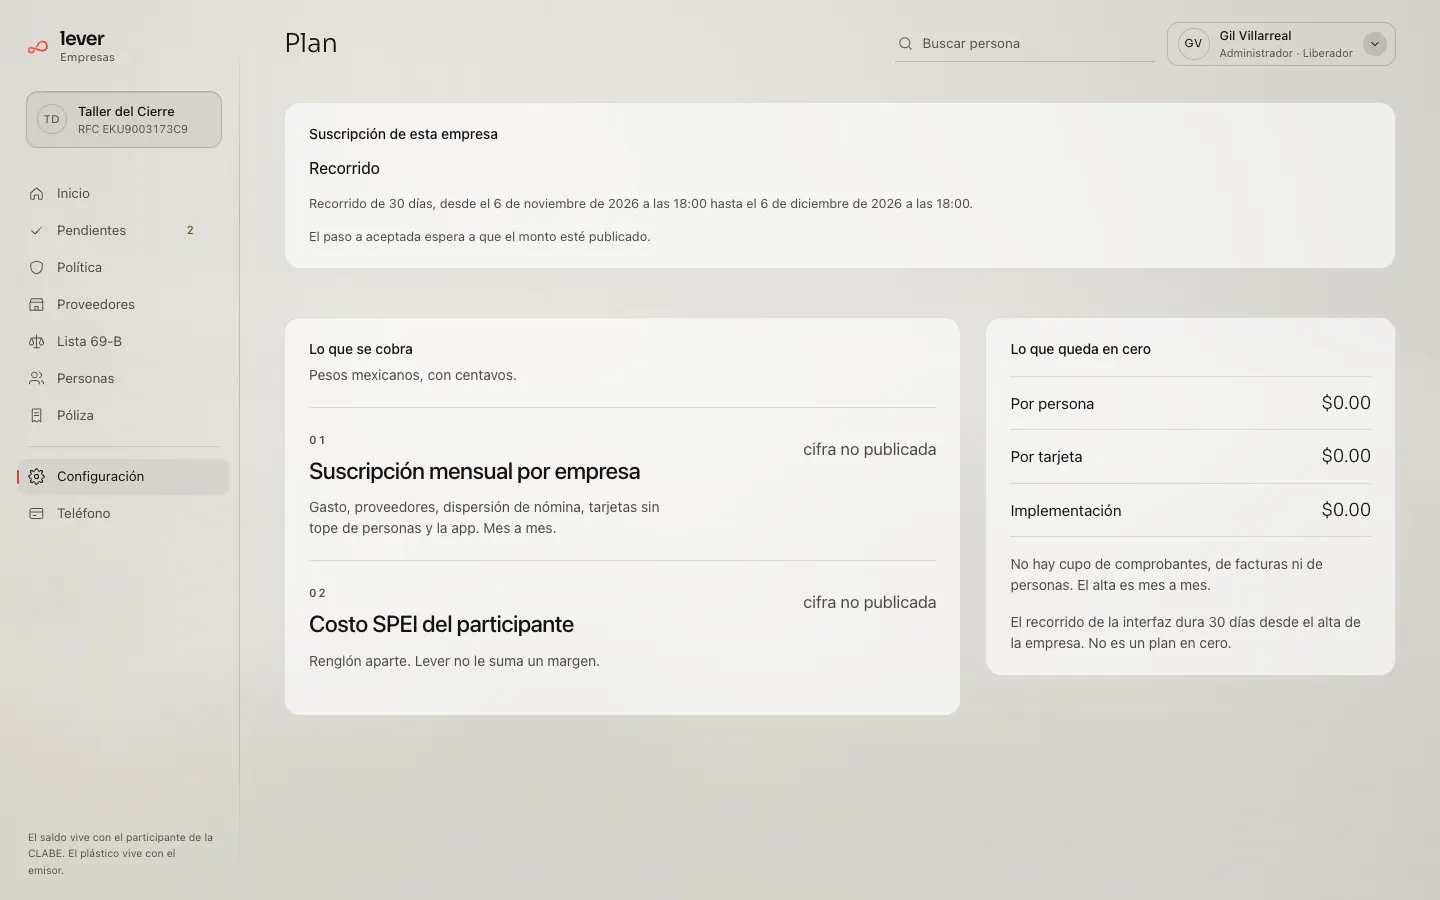 lever
Empresas
TD
Taller del Cierre
RFC EKU9003173C9
Inicio
Pendientes
2
Política
Proveedores
Lista 69-B
Personas
Póliza
Configuración
Teléfono
El saldo vive con el participante de la
CLABE. El plástico vive con el
emisor.
Plan
Buscar persona
GV
Gil Villarreal
Administrador · Liberador
Suscripción de esta empresa
Recorrido
Recorrido de 30 días, desde el 6 de noviembre de 2026 a las 18:00 hasta el 6 de diciembre de 2026 a las 18:00.
El paso a aceptada espera a que el monto esté publicado.
Lo que se cobra
Pesos mexicanos, con centavos.
01
Suscripción mensual por empresa
cifra no publicada
Gasto, proveedores, dispersión de nómina, tarjetas sin
tope de personas y la app. Mes a mes.
02
Costo SPEI del participante
cifra no publicada
Renglón aparte. Lever no le suma un margen.
Lo que queda en cero
Por persona
$0.00
Por tarjeta
$0.00
Implementación
$0.00
No hay cupo de comprobantes, de facturas ni de
personas. El alta es mes a mes.
El recorrido de la interfaz dura 30 días desde el alta de
la empresa. No es un plan en cero.